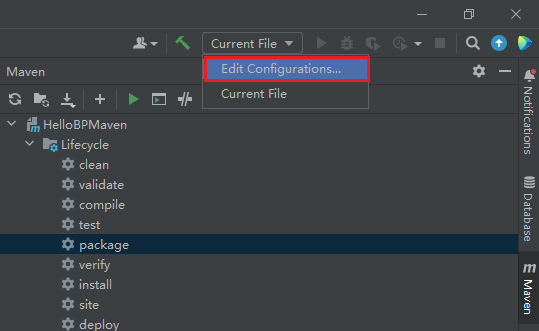 Current File
Maven
Edit Configurations...
Current File
HelloBPMaven
Lifecycle
clean
validate
compile
test
package
verify
install
site
deploy
Notifications
Database
m
Maven